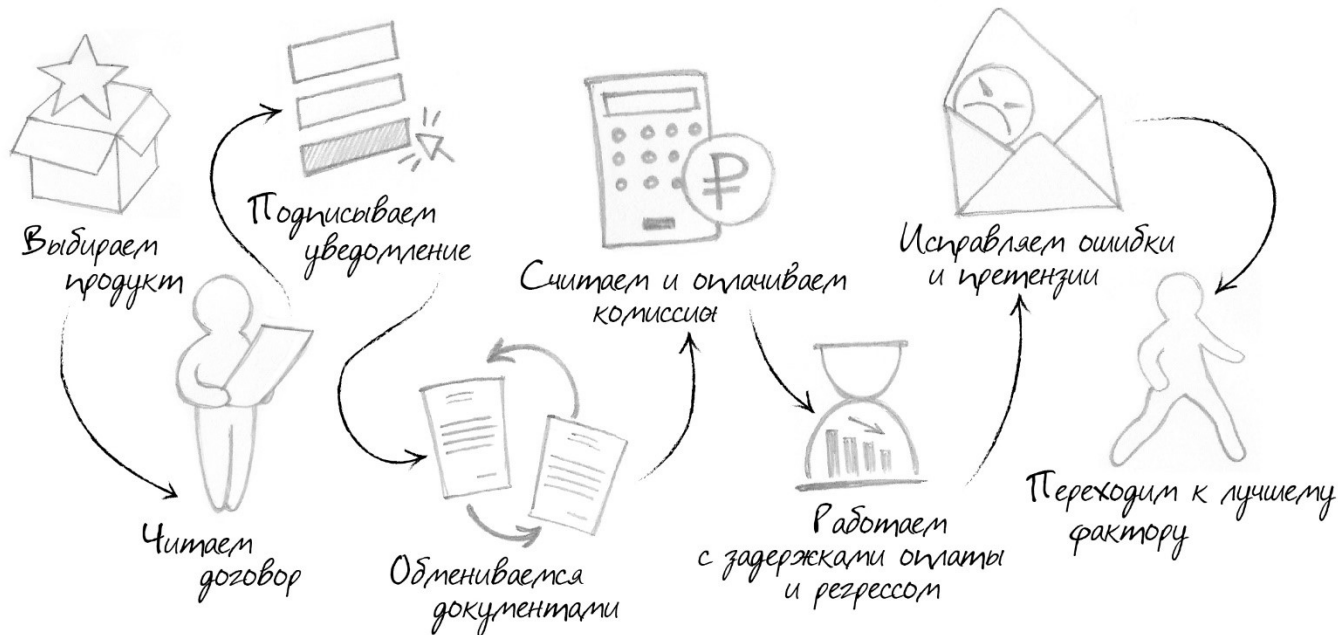 Выбираем
продукт
Читаем
договор
Подписываем
уведомление
Обмениваемся
документами
₽
Считаем и оплачиваем
комиссии
Работаем
с задержками оплаты
и регрессом
Исправляем ошибки
и претензии
Переходим к лучшему
фактору